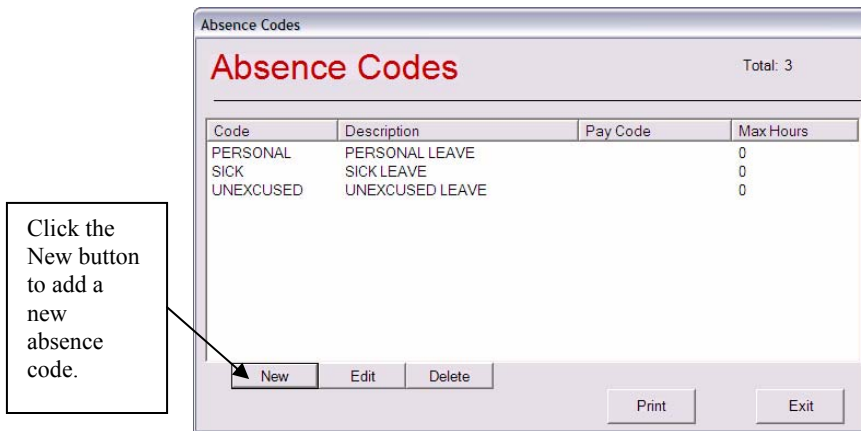 Absence Codes
Absence Codes
Total: 3
Code Description Pay Code Max Hours
PERSONAL PERSONAL LEAVE 0
SICK SICK LEAVE 0
UNEXCUSED UNEXCUSED LEAVE 0
Click the
New button
to add a
new
absence
code.
New Edit Delete
Print Exit